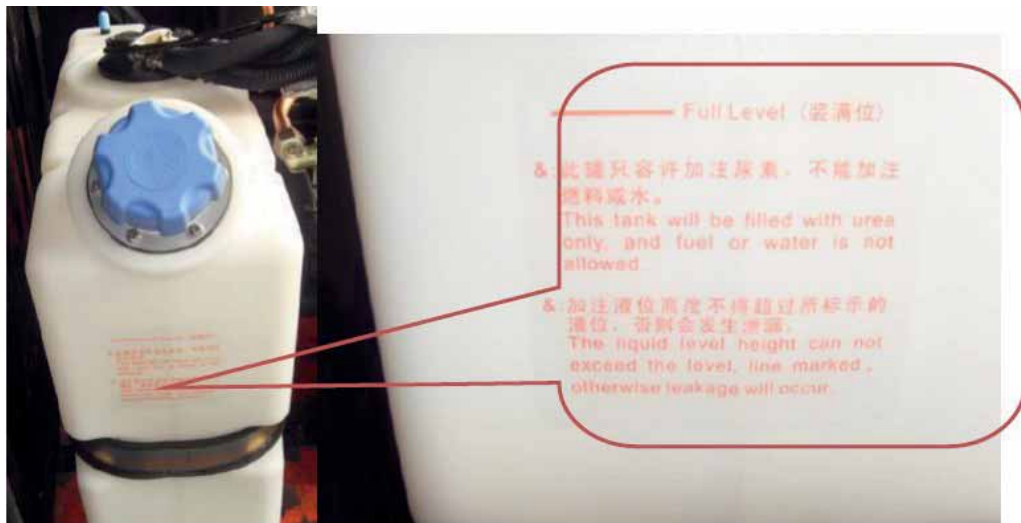 Full Level (装满位)
&:此罐只容许加注尿素，不能加注
燃料或水。
This tank will be filled with urea
only, and fuel or water is not
allowed.
&:加注液位高度不得超过所标示的
液位，否则会发生泄漏。
The liquid level height can not
exceed the level, line marked,
otherwise leakage will occur.